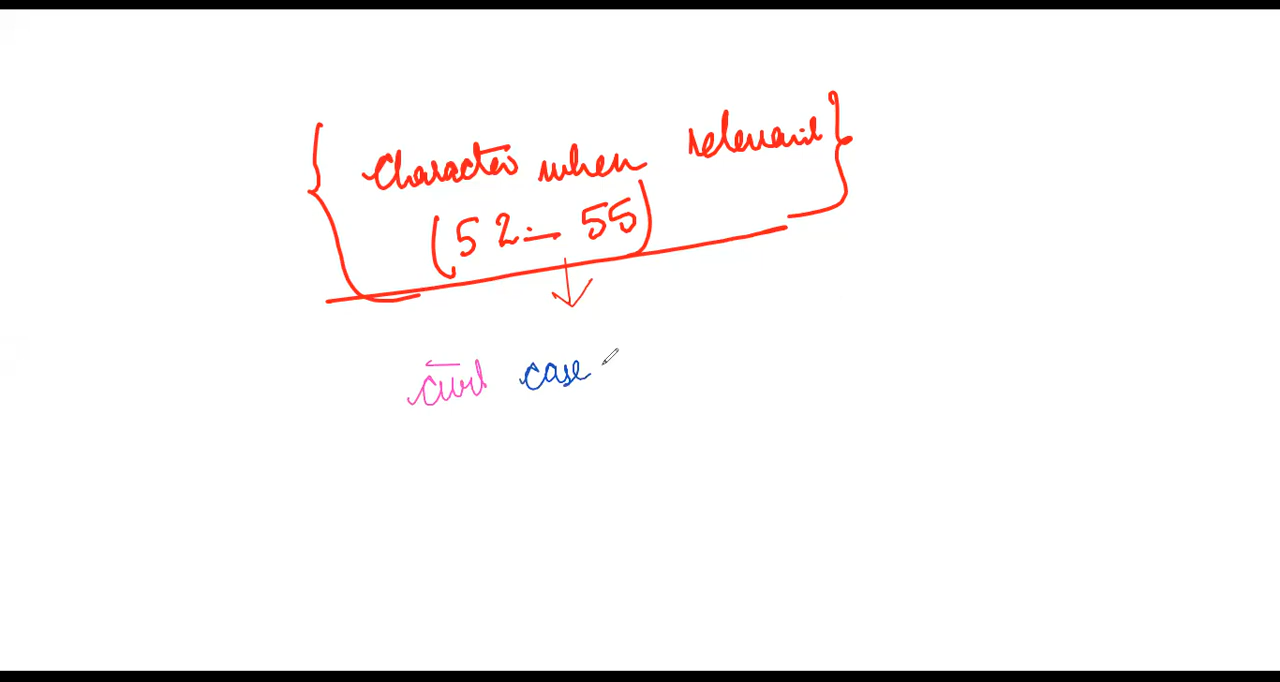 { Character when relevant }
(52 — 55)
civil case